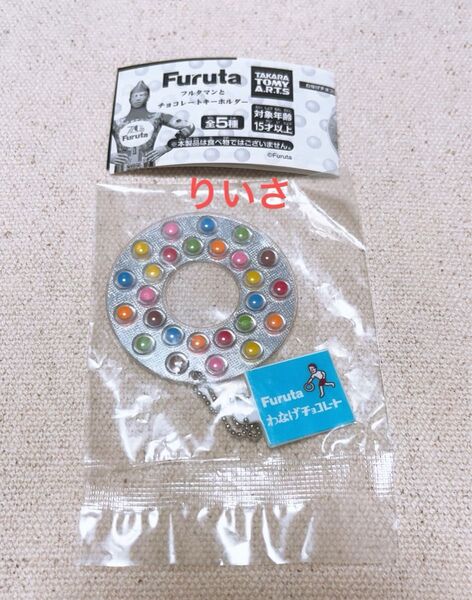 Furuta
フルタマンと
チョコレートキーホルダー
全5種
TAKARA
TOMY
A.R.T.S
対象年齢
15才以上
※本製品は食べ物ではございません。
©Furuta
Furuta
りいさ
Furuta
わなげチョコレート